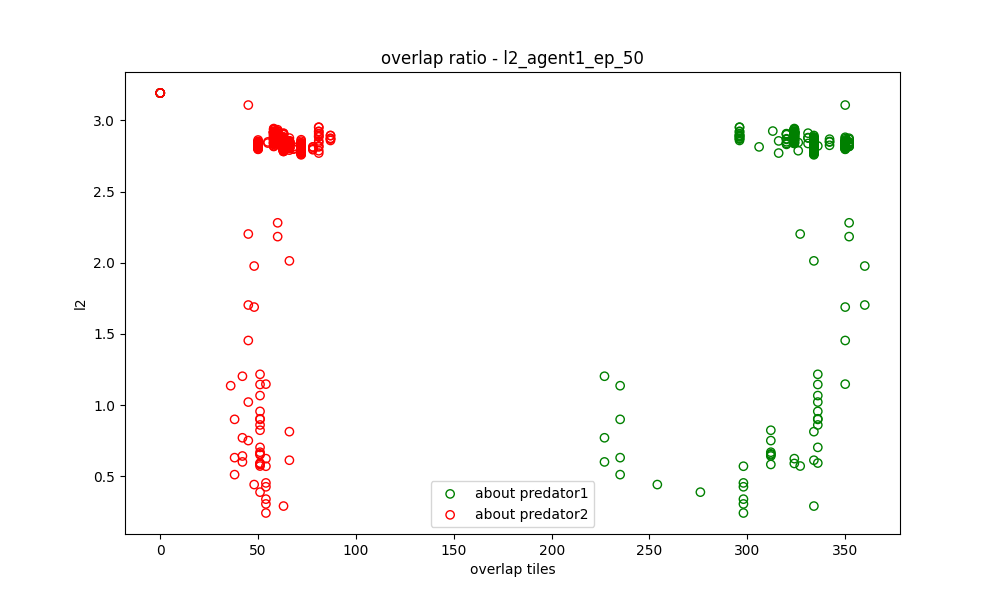 overlap ratio - l2_agent1_ep_50
3.0
2.5
2.0
1.5
1.0
0.5
l2
about predator1
about predator2
0 50 100 150 200 250 300 350
overlap tiles